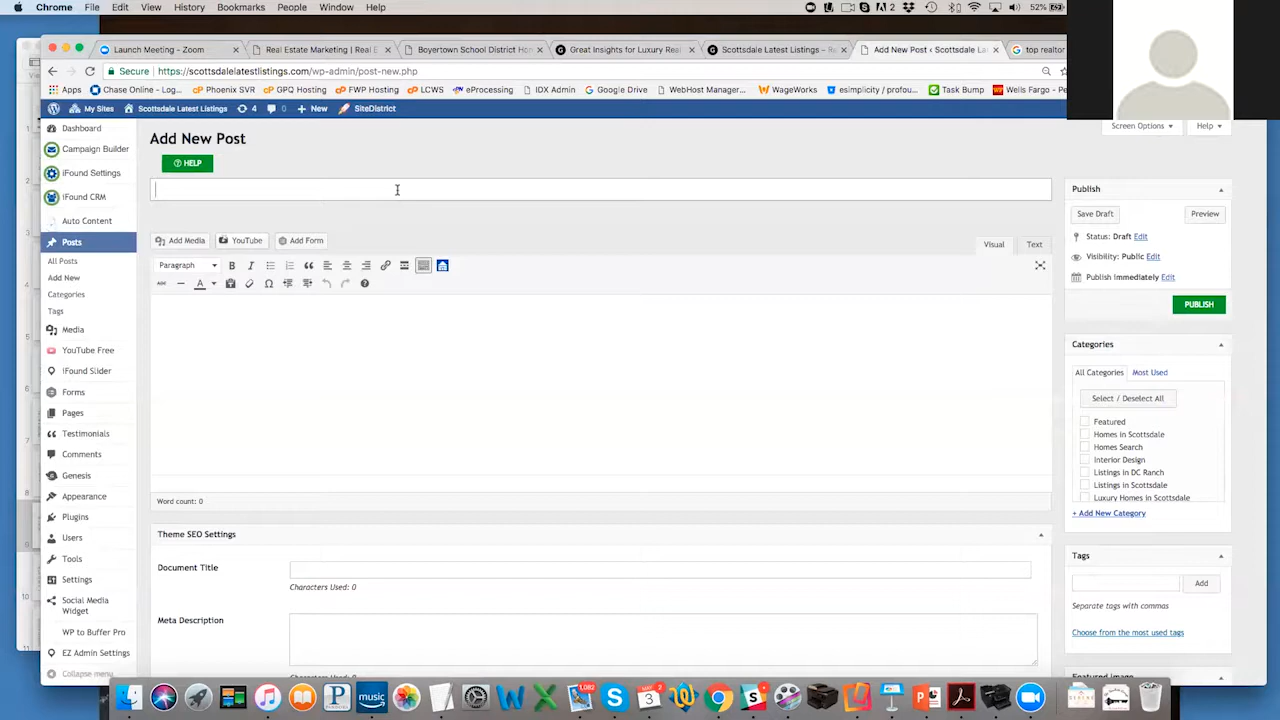 Chrome File Edit View History Bookmarks People Window Help 2 52%
Launch Meeting - Zoom × Real Estate Marketing | Real E × Boyertown School District Hom × Great Insights for Luxury Real × Scottsdale Latest Listings – Re × Add New Post ‹ Scottsdale Lat × top realtor
Secure https://scottsdalelatestlistings.com/wp-admin/post-new.php
Apps Chase Online - Log... Phoenix SVR GPQ Hosting FWP Hosting LCWS eProcessing IDX Admin Google Drive WebHost Manager... WageWorks esimplicity / profou... Task Bump Wells Fargo - Pers
My Sites Scottsdale Latest Listings 4 0 + New SiteDistrict
Dashboard
Campaign Builder
iFound Settings
iFound CRM
Auto Content
Posts
All Posts
Add New
Categories
Tags
Media
YouTube Free
iFound Slider
Forms
Pages
Testimonials
Comments
Genesis
Appearance
Plugins
Users
Tools
Settings
Social Media
Widget
WP to Buffer Pro
EZ Admin Settings
Collapse menu
Add New Post
HELP
Screen Options Help
Add Media YouTube Add Form
Visual Text
Paragraph B I
ABC A
Word count: 0
Theme SEO Settings
Document Title
Characters Used: 0
Meta Description
Publish
Save Draft Preview
Status: Draft Edit
Visibility: Public Edit
Publish immediately Edit
PUBLISH
Categories
All Categories Most Used
Select / Deselect All
Featured
Homes in Scottsdale
Homes Search
Interior Design
Listings in DC Ranch
Listings in Scottsdale
Luxury Homes in Scottsdale
+ Add New Category
Tags
Add
Separate tags with commas
Choose from the most used tags
music
1,082
3